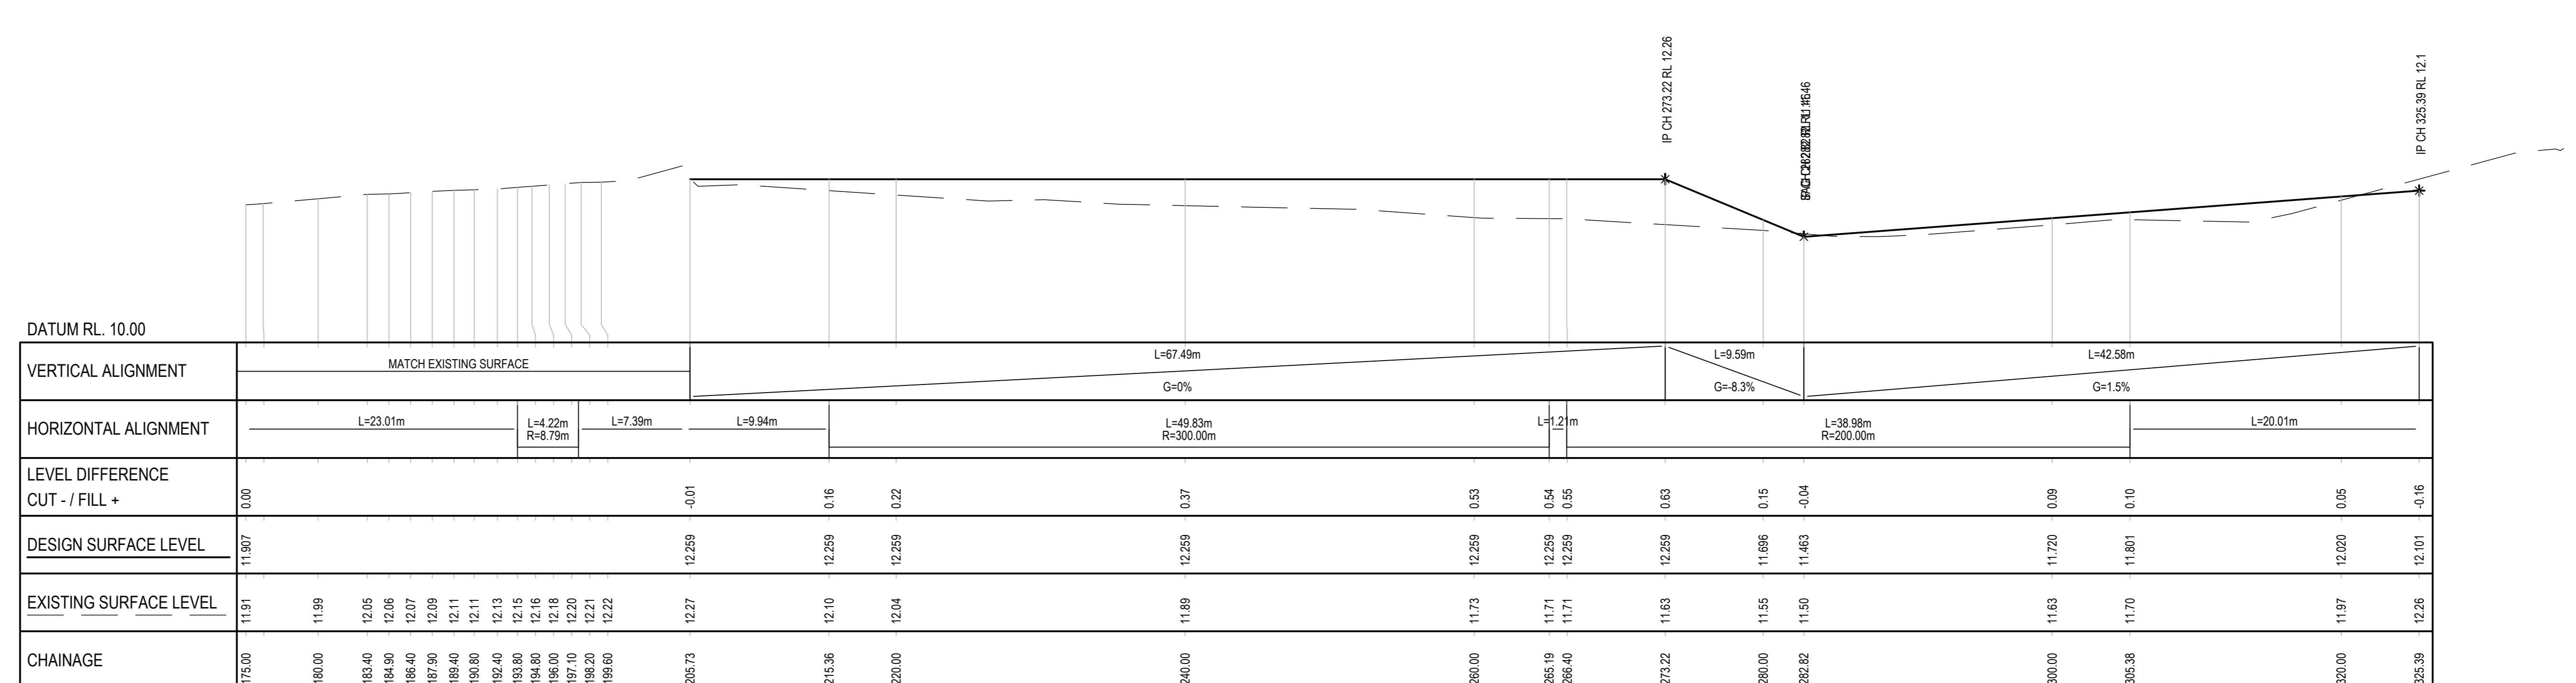 IP CH 273.22 RL 12.26
IP CH 325.39 RL 12.1
DATUM RL. 10.00
VERTICAL ALIGNMENT
MATCH EXISTING SURFACE
L=67.49m
G=0%
L=9.59m
G=-8.3%
L=42.58m
G=1.5%
HORIZONTAL ALIGNMENT
L=23.01m
L=4.22m
R=8.79m
L=7.39m
L=9.94m
L=49.83m
R=300.00m
L=1.21m
L=38.98m
R=200.00m
L=20.01m
LEVEL DIFFERENCE
CUT - / FILL +
0.00 -0.01 0.16 0.22 0.37 0.53 0.54 0.55 0.63 0.15 -0.04 0.09 0.10 0.05 -0.16
DESIGN SURFACE LEVEL
11.907 12.259 12.259 12.259 12.259 12.259 12.259 12.259 12.259 11.696 11.463 11.720 11.801 12.020 12.101
EXISTING SURFACE LEVEL
11.91 11.99 12.05 12.06 12.07 12.09 12.11 12.11 12.13 12.15 12.16 12.18 12.20 12.21 12.22 12.27 12.10 12.04 11.89 11.73 11.71 11.71 11.63 11.55 11.50 11.63 11.70 11.97 12.26
CHAINAGE
175.00 180.00 183.40 184.90 186.40 187.90 189.40 190.80 192.40 193.80 194.80 196.00 197.10 198.20 199.60 205.73 215.36 220.00 240.00 260.00 265.19 266.40 273.22 280.00 282.82 300.00 305.38 320.00 325.39